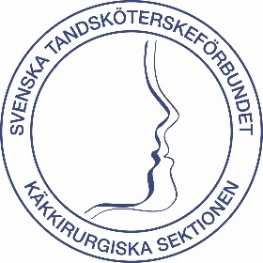 SVENSKA TANDSKÖTERSKEFÖRBUNDET
KÄKKIRURGISKA SEKTIONEN